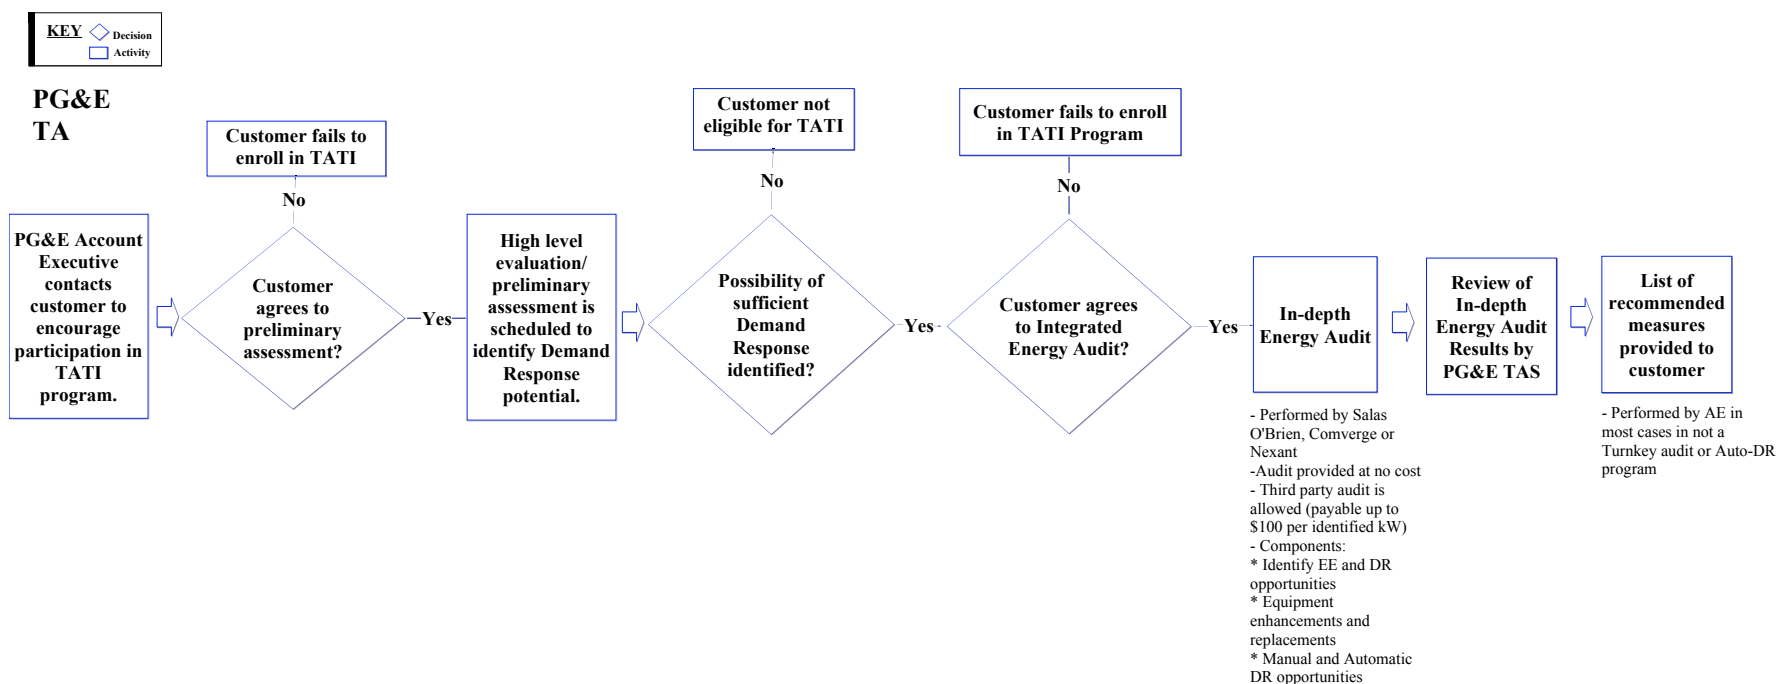 KEY
Decision
Activity
PG&E
TA
Customer fails to
enroll in TATI
No
PG&E Account
Executive
contacts
customer to
encourage
participation in
TATI
program.
Customer
agrees to
preliminary
assessment?
Yes
High level
evaluation/
preliminary
assessment is
scheduled to
identify Demand
Response
potential.
Customer not
eligible for TATI
No
Possibility of
sufficient
Demand
Response
identified?
Yes
Customer fails to enroll
in TATI Program
No
Customer agrees
to Integrated
Energy Audit?
Yes
In-depth
Energy Audit
- Performed by Salas
O'Brien, Comverge or
Nexant
-Audit provided at no cost
- Third party audit is
allowed (payable up to
$100 per identified kW)
- Components:
* Identify EE and DR
opportunities
* Equipment
enhancements and
replacements
* Manual and Automatic
DR opportunities
Review of
In-depth
Energy Audit
Results by
PG&E TAS
List of
recommended
measures
provided to
customer
- Performed by AE in
most cases in not a
Turnkey audit or Auto-DR
program